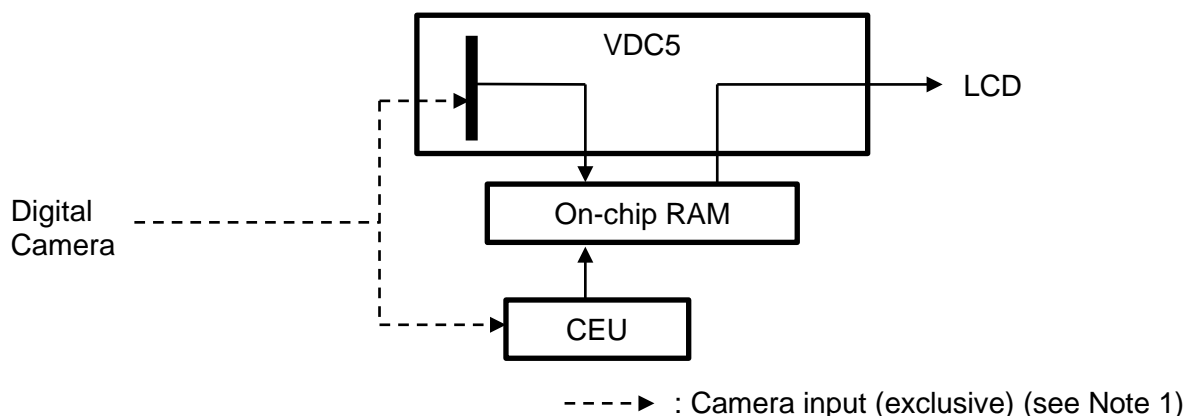 VDC5
LCD
Digital
Camera
On-chip RAM
CEU
: Camera input (exclusive) (see Note 1)